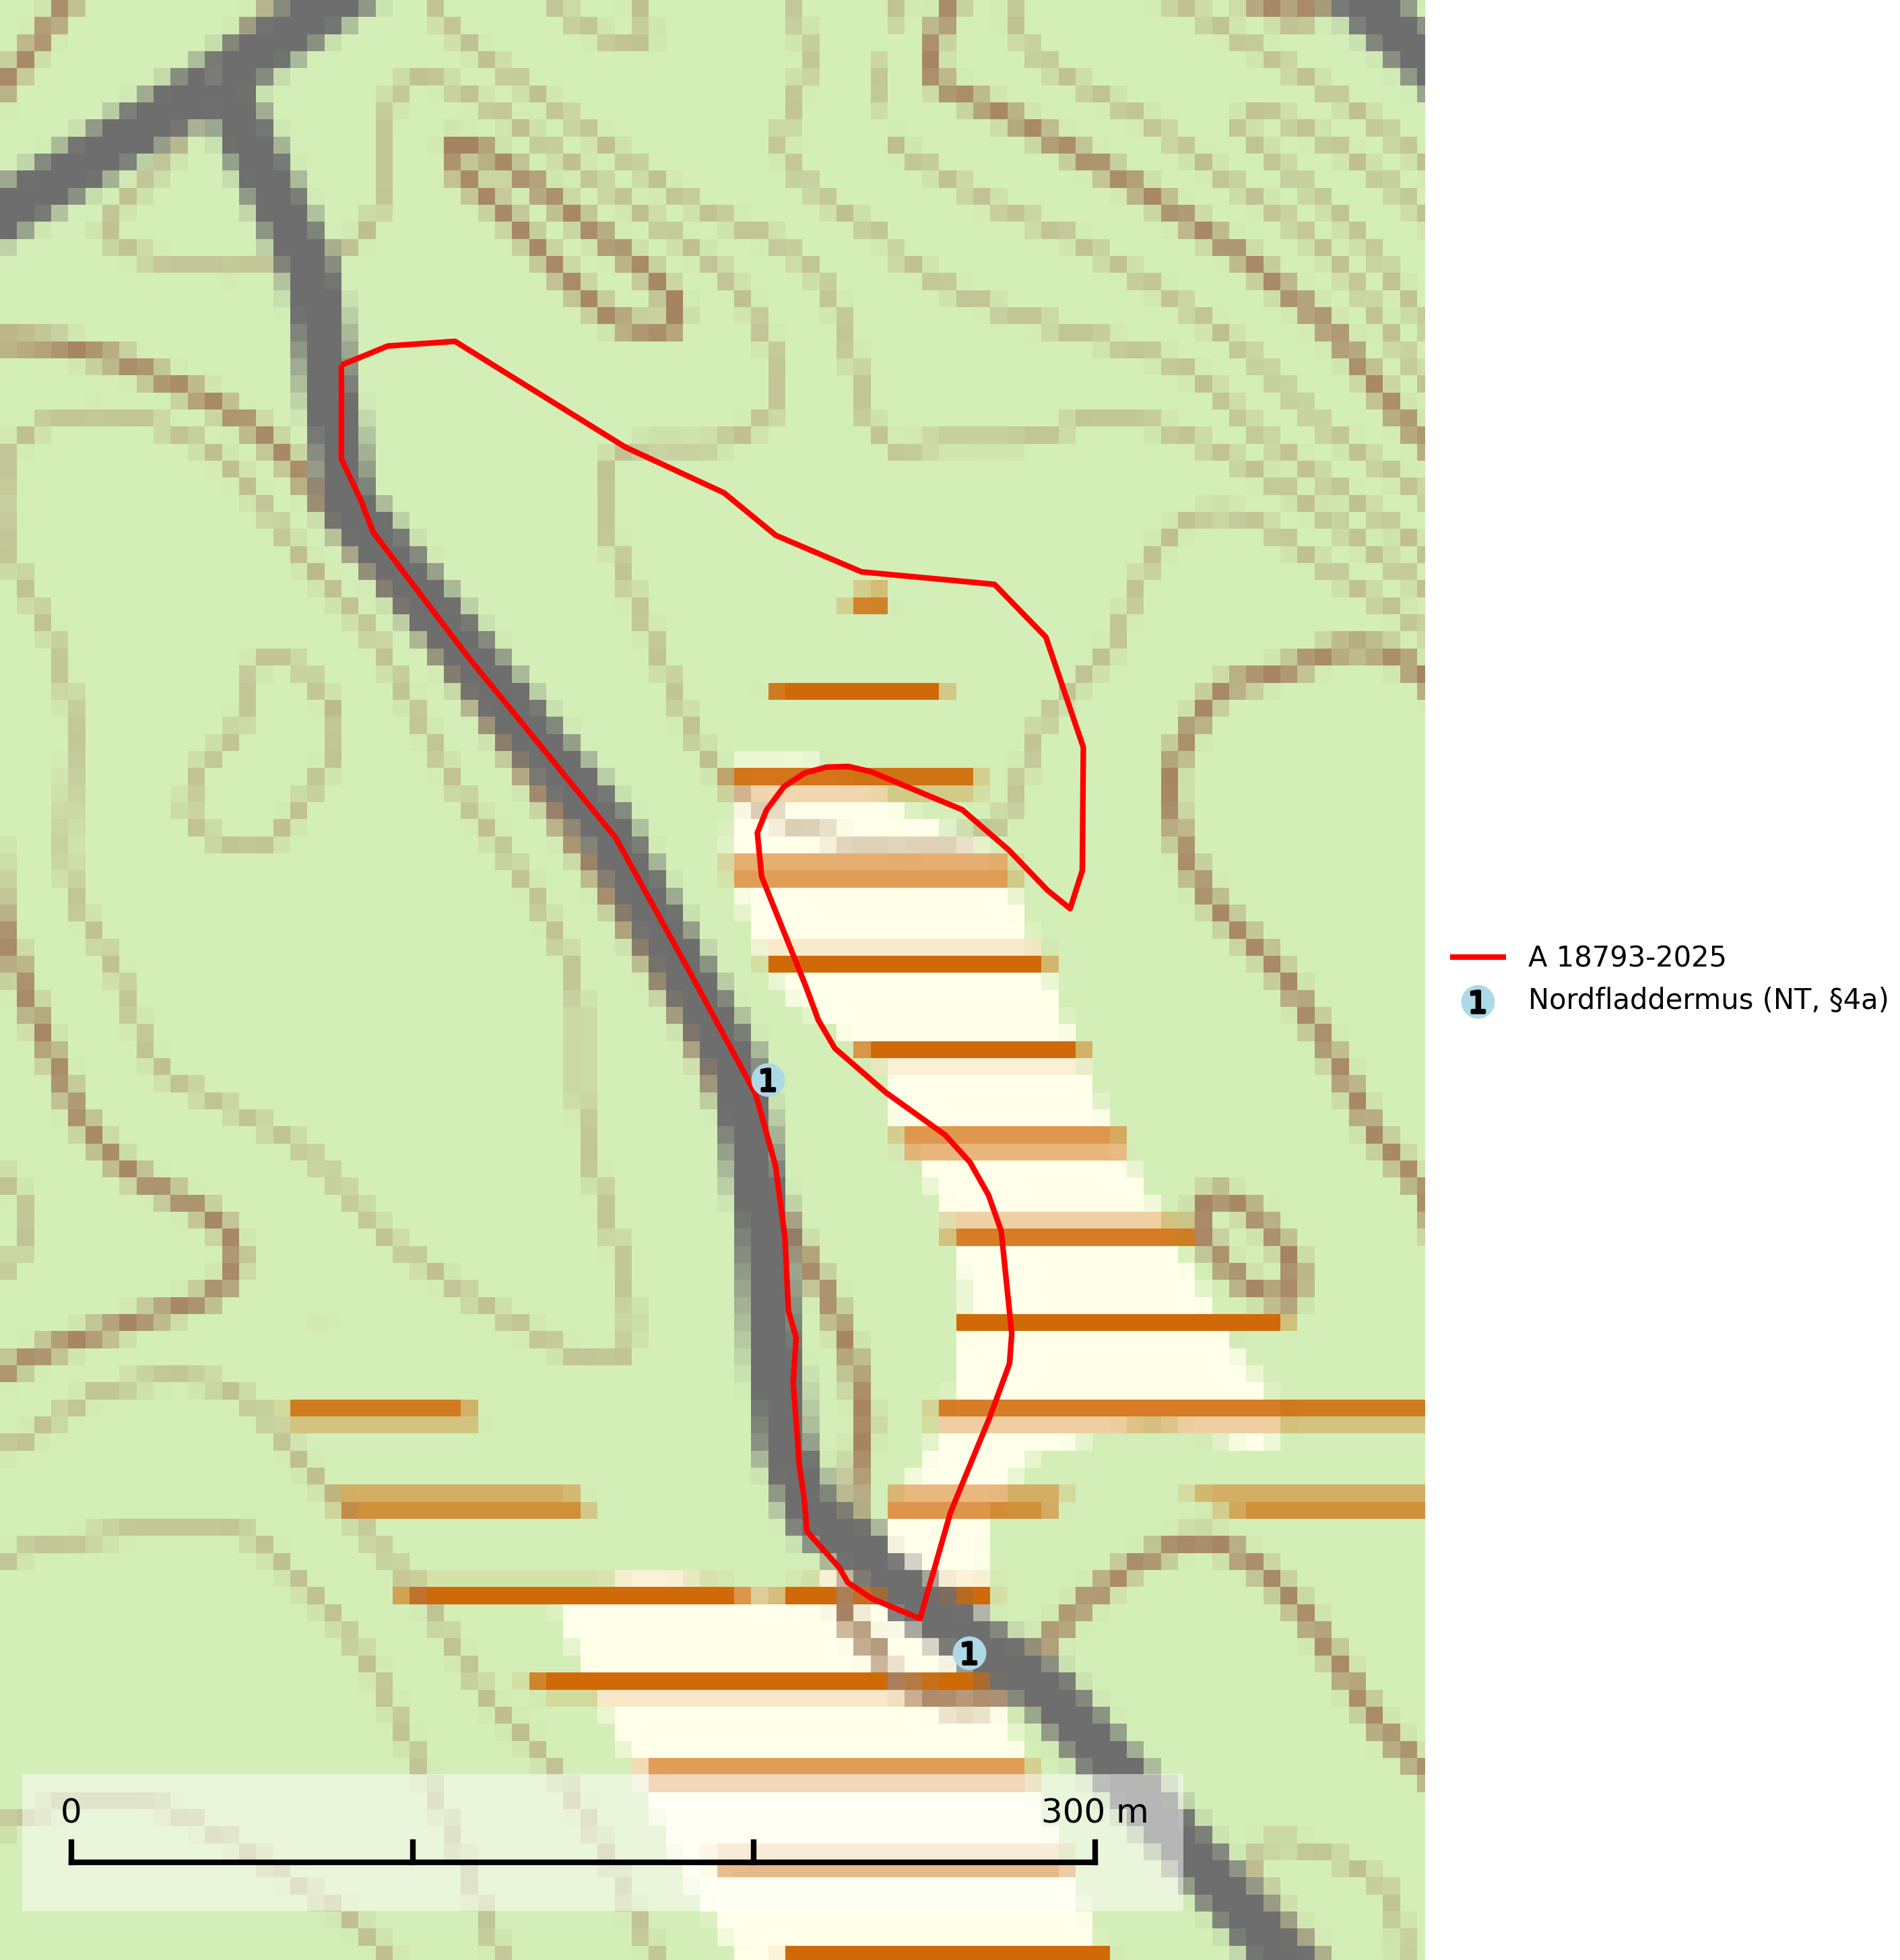 A 18793-2025
1 Nordfladdermus (NT, §4a)
1
1
0 300 m